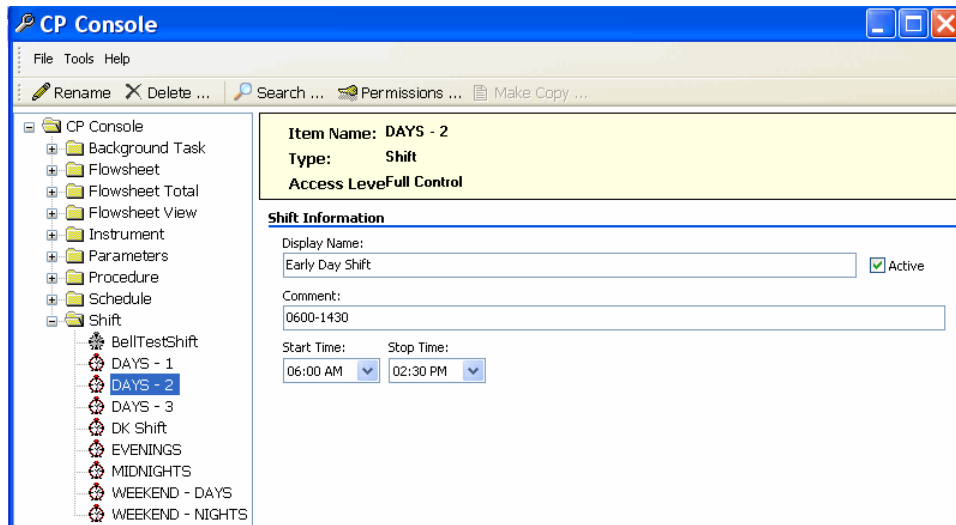 CP Console
File Tools Help
Rename Delete ... Search ... Permissions ... Make Copy ...
CP Console
Background Task
Flowsheet
Flowsheet Total
Flowsheet View
Instrument
Parameters
Procedure
Schedule
Shift
BellTestShift
DAYS - 1
DAYS - 2
DAYS - 3
DK Shift
EVENINGS
MIDNIGHTS
WEEKEND - DAYS
WEEKEND - NIGHTS
Item Name: DAYS - 2
Type: Shift
Access Leve Full Control
Shift Information
Display Name:
Early Day Shift
Active
Comment:
0600-1430
Start Time: Stop Time:
06:00 AM 02:30 PM